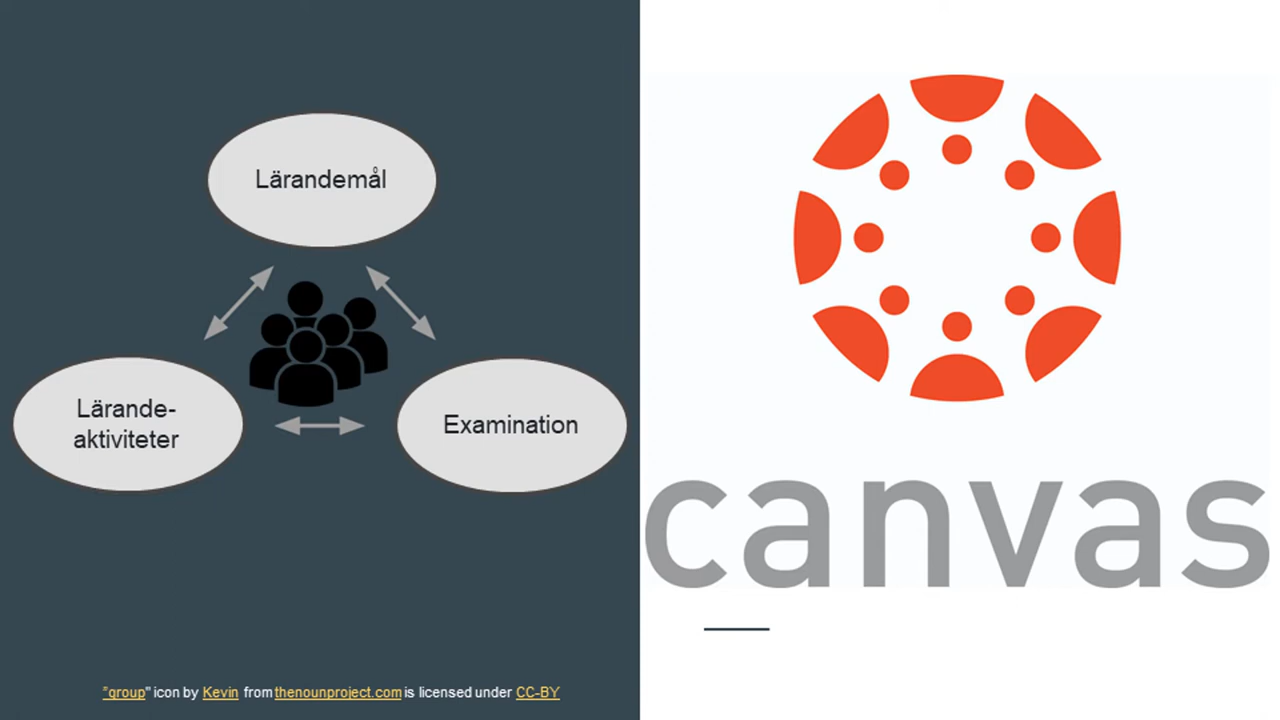 Lärandemål
Lärande-
aktiviteter
Examination
"group" icon by Kevin from thenounproject.com is licensed under CC-BY
canvas